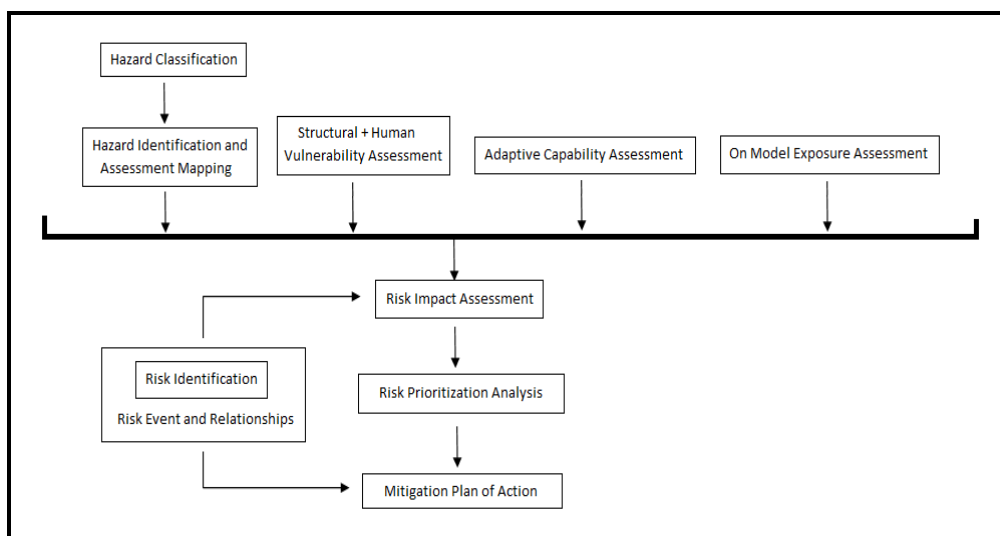 Hazard Classification
Hazard Identification and
Assessment Mapping
Structural + Human
Vulnerability Assessment
Adaptive Capability Assessment
On Model Exposure Assessment
Risk Impact Assessment
Risk Identification
Risk Event and Relationships
Risk Prioritization Analysis
Mitigation Plan of Action